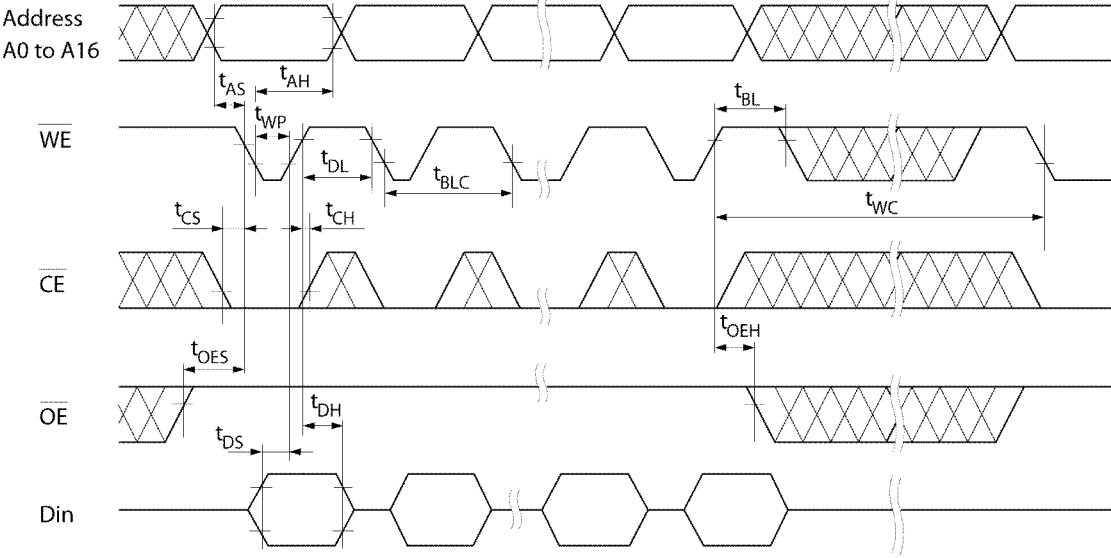 Address
A0 to A16
tAS
tAH
tBL
WE
tWP
tDL
tBLC
tWC
tCS
tCH
CE
tOEH
tOES
OE
tDH
tDS
Din